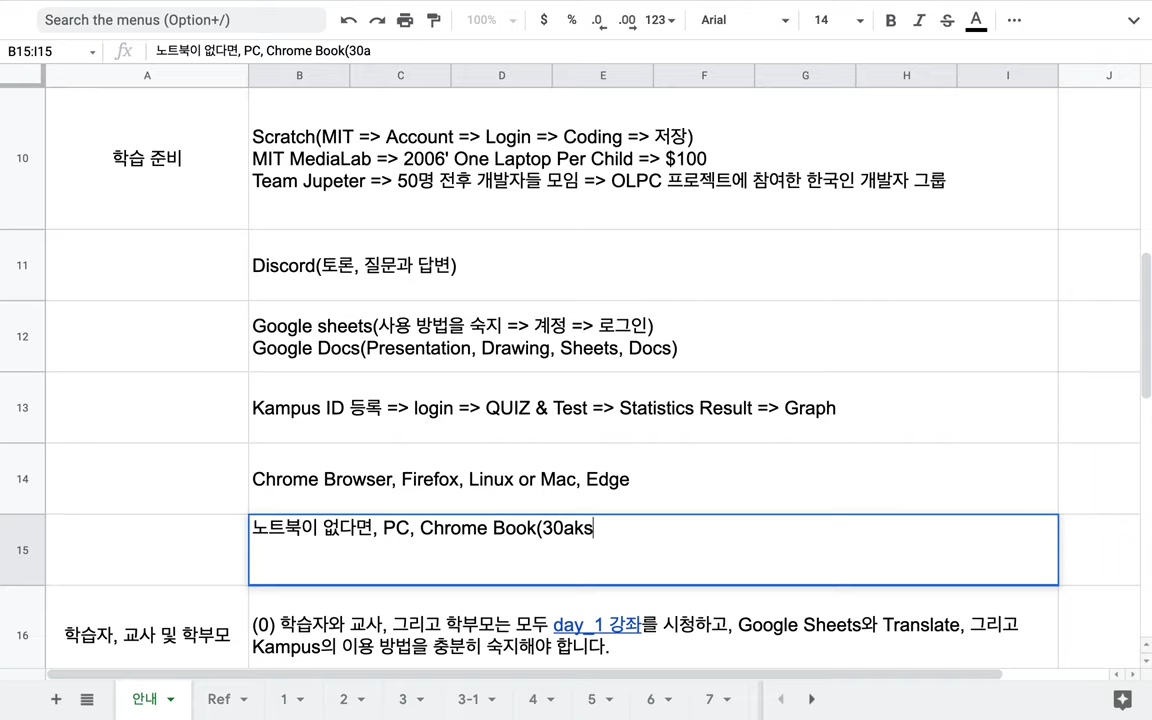 Search the menus (Option+/)
100%
$ % .0 .00 123
Arial
14
B I S A
B15:I15
fx 노트북이 없다면, PC, Chrome Book(30a
A B C D E F G H I J
10
학습 준비
Scratch(MIT => Account => Login => Coding => 저장)
MIT MediaLab => 2006' One Laptop Per Child => $100
Team Jupeter => 50명 전후 개발자들 모임 => OLPC 프로젝트에 참여한 한국인 개발자 그룹
11
Discord(토론, 질문과 답변)
12
Google sheets(사용 방법을 숙지 => 계정 => 로그인)
Google Docs(Presentation, Drawing, Sheets, Docs)
13
Kampus ID 등록 => login => QUIZ & Test => Statistics Result => Graph
14
Chrome Browser, Firefox, Linux or Mac, Edge
15
노트북이 없다면, PC, Chrome Book(30aks
16
학습자, 교사 및 학부모
(0) 학습자와 교사, 그리고 학부모는 모두 day_1 강좌를 시청하고, Google Sheets와 Translate, 그리고
Kampus의 이용 방법을 충분히 숙지해야 합니다.
안내 Ref 1 2 3 3-1 4 5 6 7